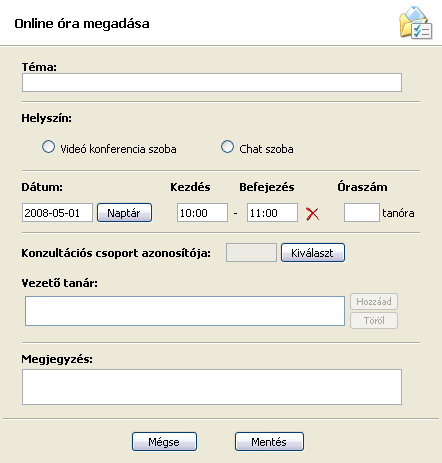 Online óra megadása
Téma:
Helyszín:
Videó konferencia szoba Chat szoba
Dátum: Kezdés Befejezés Óraszám
2008-05-01 Naptár 10:00 - 11:00 tanóra
Konzultációs csoport azonosítója: Kiválaszt
Vezető tanár:
Hozzáad
Töröl
Megjegyzés:
Mégse Mentés